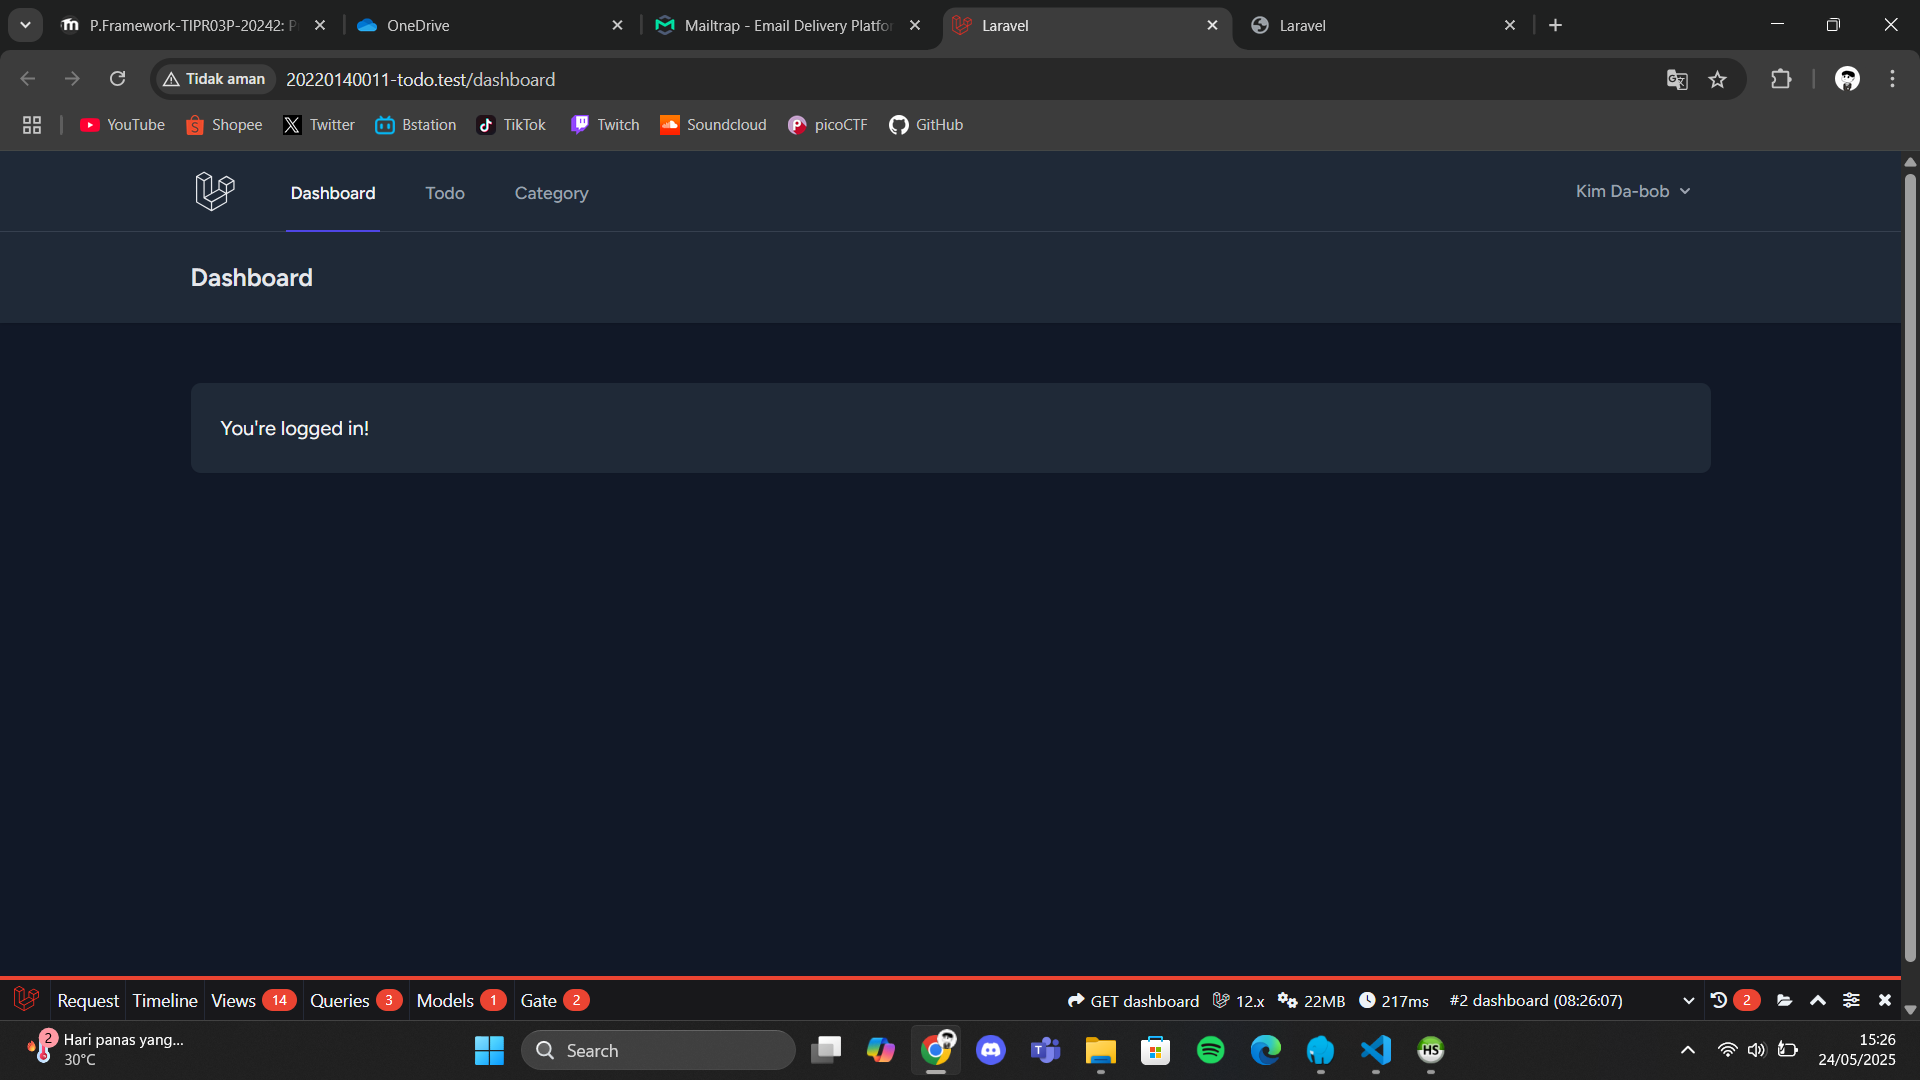 P.Framework-TIPR03P-20242: P
OneDrive
Mailtrap - Email Delivery Platfor
Laravel
Laravel
Tidak aman
20220140011-todo.test/dashboard
YouTube
Shopee
Twitter
Bstation
TikTok
Twitch
Soundcloud
picoCTF
GitHub
Dashboard
Todo
Category
Kim Da-bob
Dashboard
You're logged in!
Request
Timeline
Views 14
Queries 3
Models 1
Gate 2
GET dashboard
12.x
22MB
217ms
#2 dashboard (08:26:07)
2
2
Hari panas yang...
30°C
Search
HS
15:26
24/05/2025